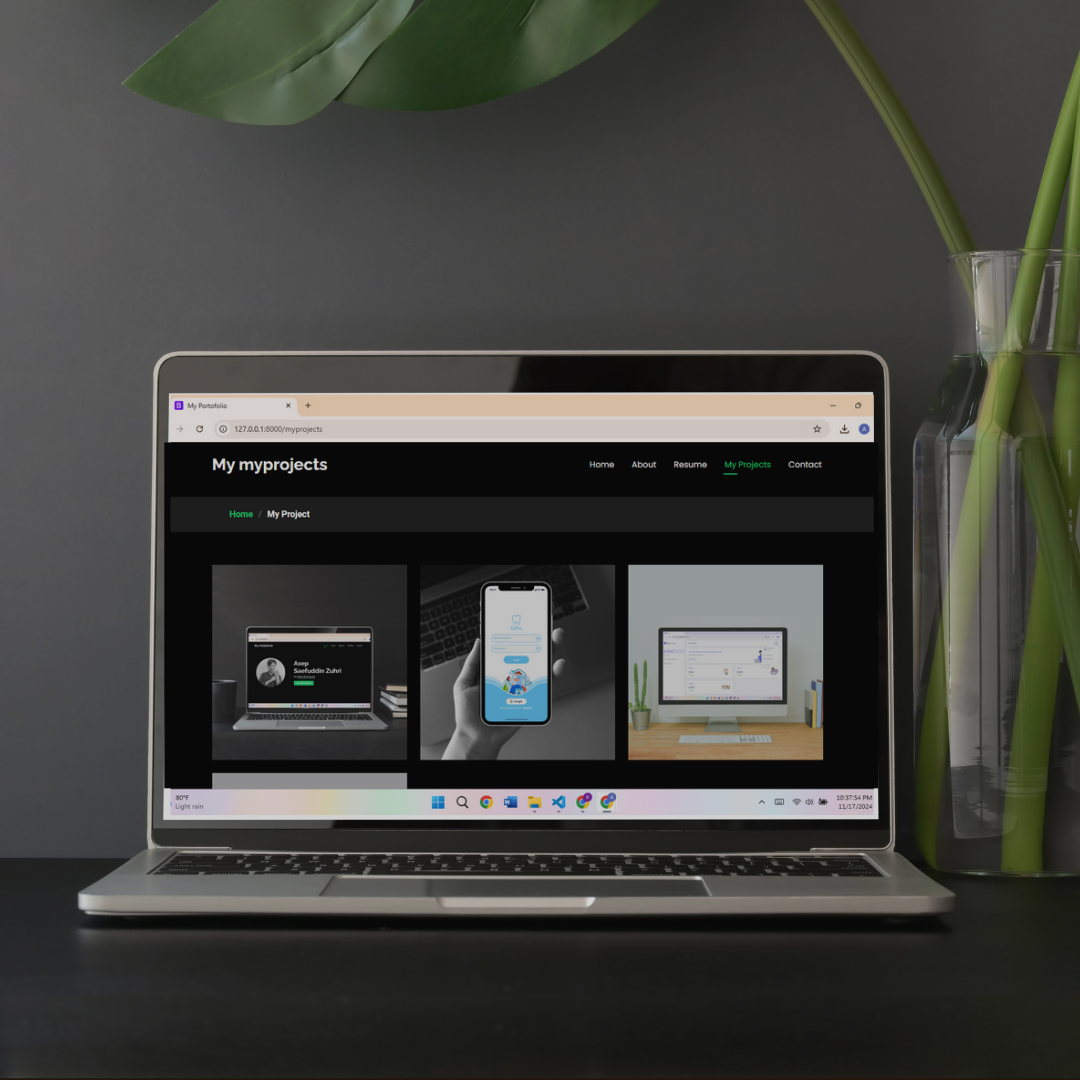 My Portofolio
127.0.0.1:8000/myprojects
A
My myprojects
Home About Resume My Projects Contact
Home / My Project
Asep
Saefuddin Zuhri
80°F
Light rain
10:37:54 PM
11/17/2024